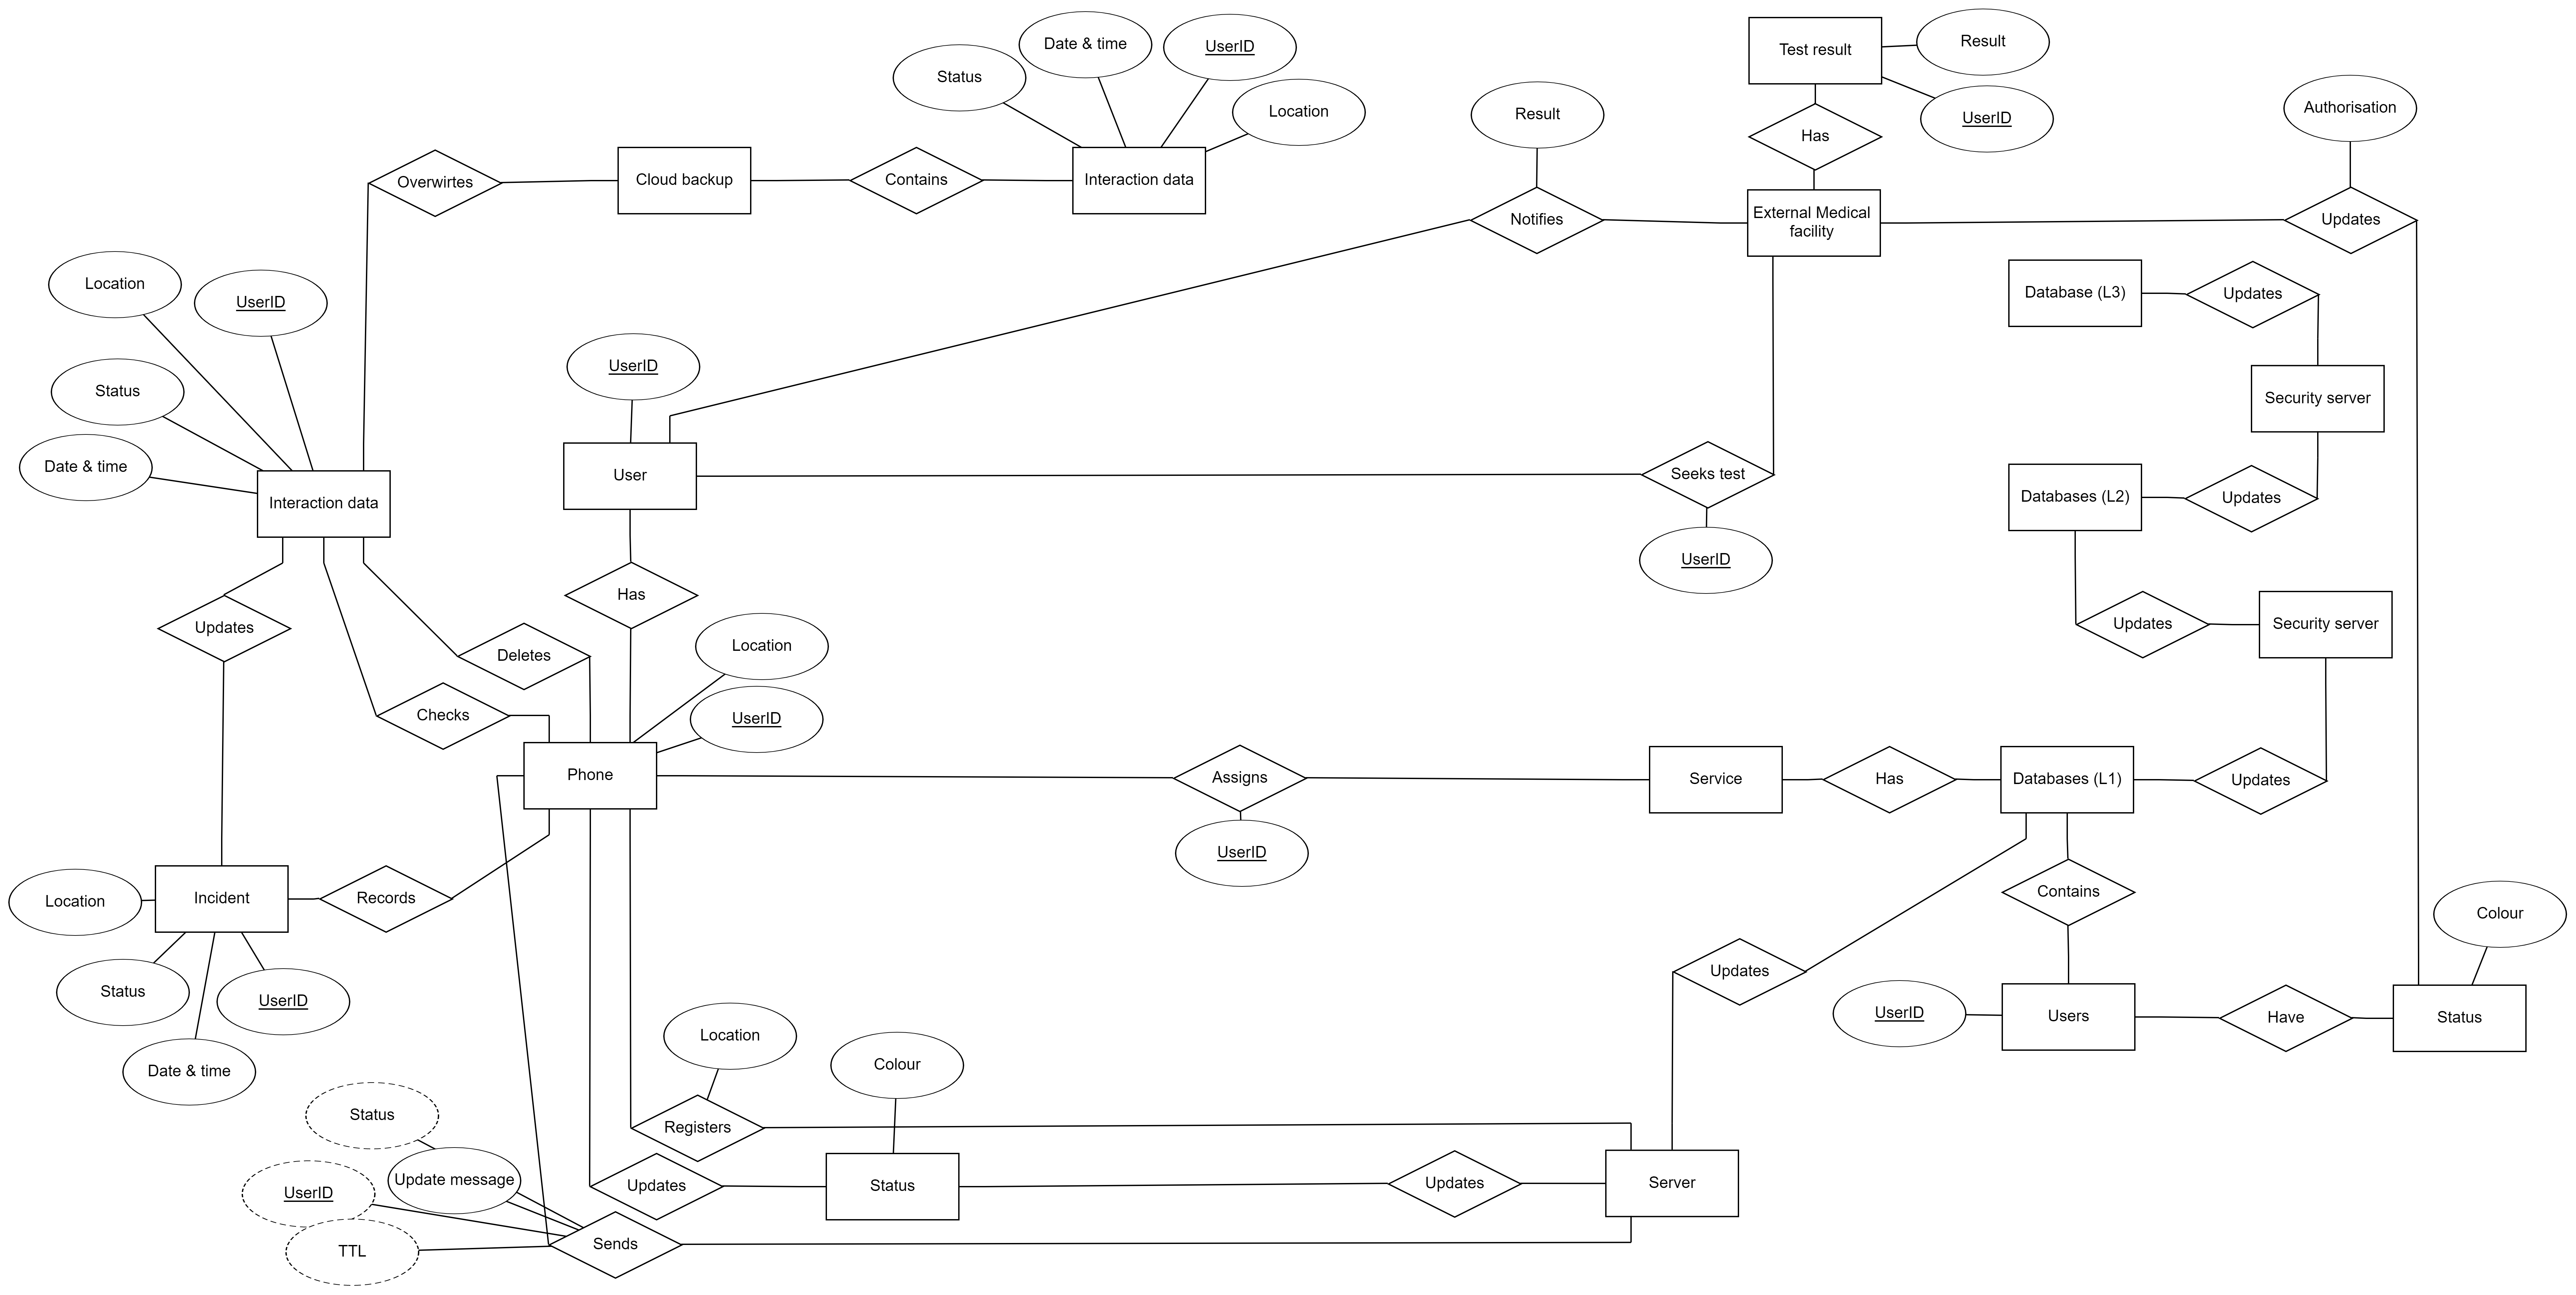 Test result
Result
UserID
Has
Date & time
UserID
Status
Location
Result
Authorisation
Overwirtes
Cloud backup
Contains
Interaction data
Notifies
External Medical
facility
Updates
Location
UserID
Database (L3)
Updates
UserID
Status
Security server
Date & time
Interaction data
User
Seeks test
Databases (L2)
Updates
UserID
Has
Updates
Updates
Security server
Deletes
Location
Checks
UserID
Phone
Assigns
Service
Has
Databases (L1)
Updates
UserID
Location
Incident
Records
Contains
Colour
Status
UserID
Updates
Date & time
UserID
Users
Have
Status
Location
Colour
Status
Registers
Update message
UserID
Updates
Status
Updates
Server
TTL
Sends